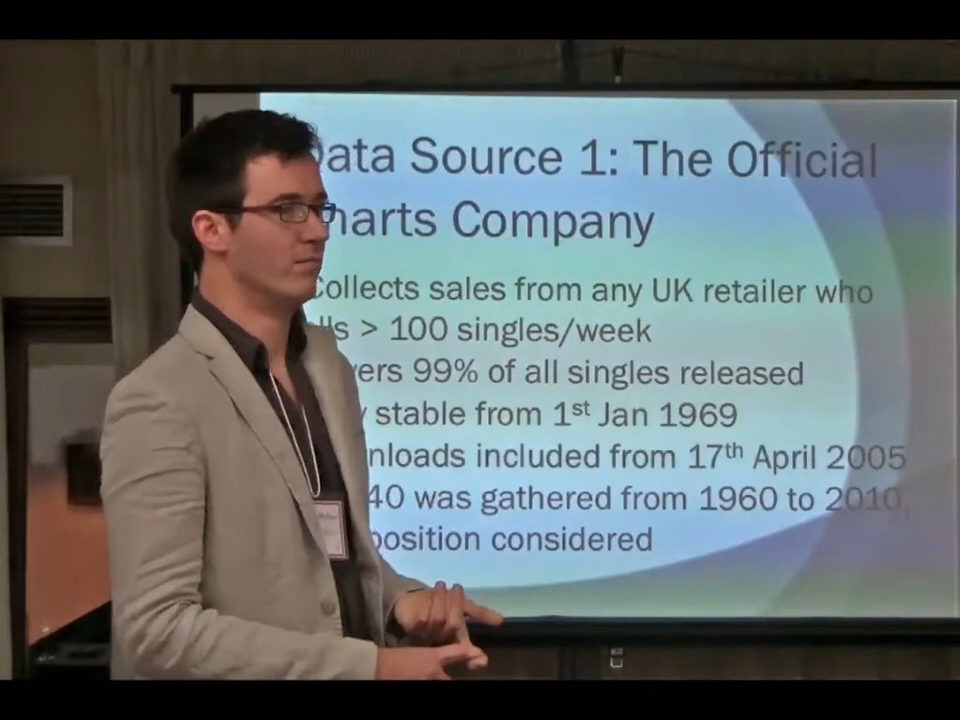 ata Source 1: The Official
harts Company
Collects sales from any UK retailer who
lls > 100 singles/week
vers 99% of all singles released
y stable from 1st Jan 1969
nloads included from 17th April 2005
40 was gathered from 1960 to 2010,
position considered